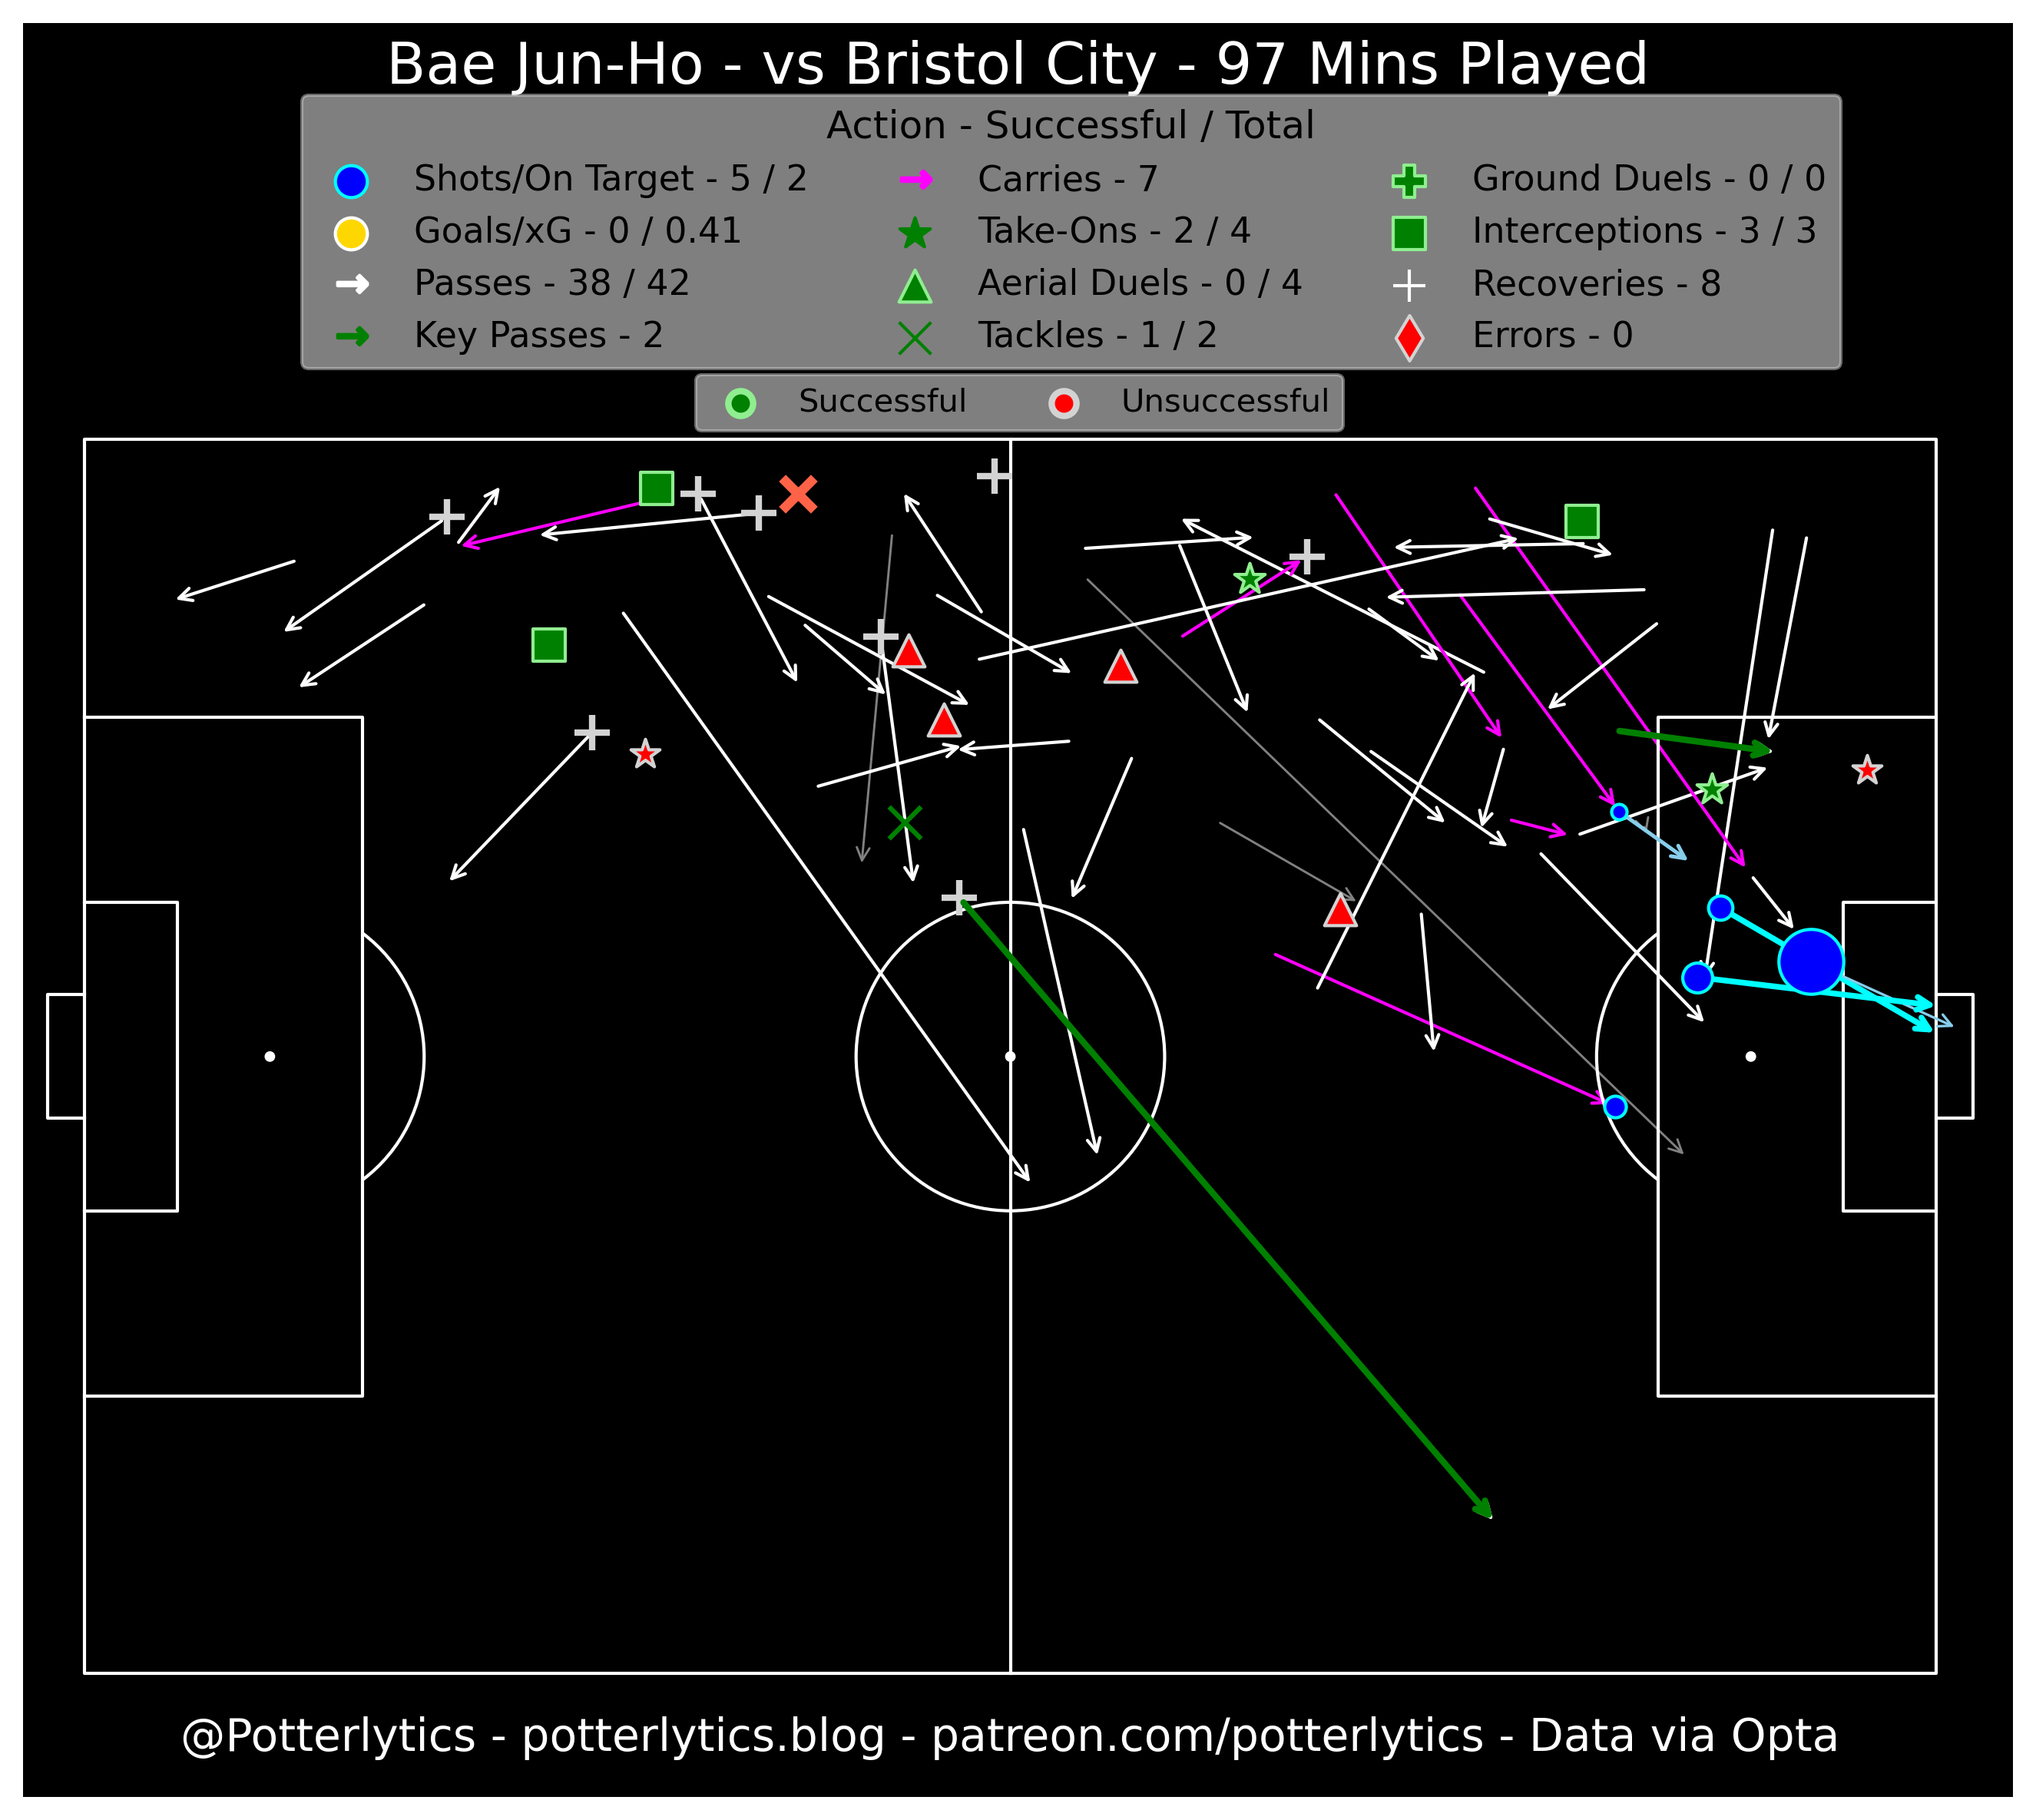 Bae Jun-Ho - vs Bristol City - 97 Mins Played
Action - Successful / Total
Shots/On Target - 5 / 2
Goals/xG - 0 / 0.41
Passes - 38 / 42
Key Passes - 2
Carries - 7
Take-Ons - 2 / 4
Aerial Duels - 0 / 4
Tackles - 1 / 2
Ground Duels - 0 / 0
Interceptions - 3 / 3
Recoveries - 8
Errors - 0
Successful
Unsuccessful
@Potterlytics - potterlytics.blog - patreon.com/potterlytics - Data via Opta